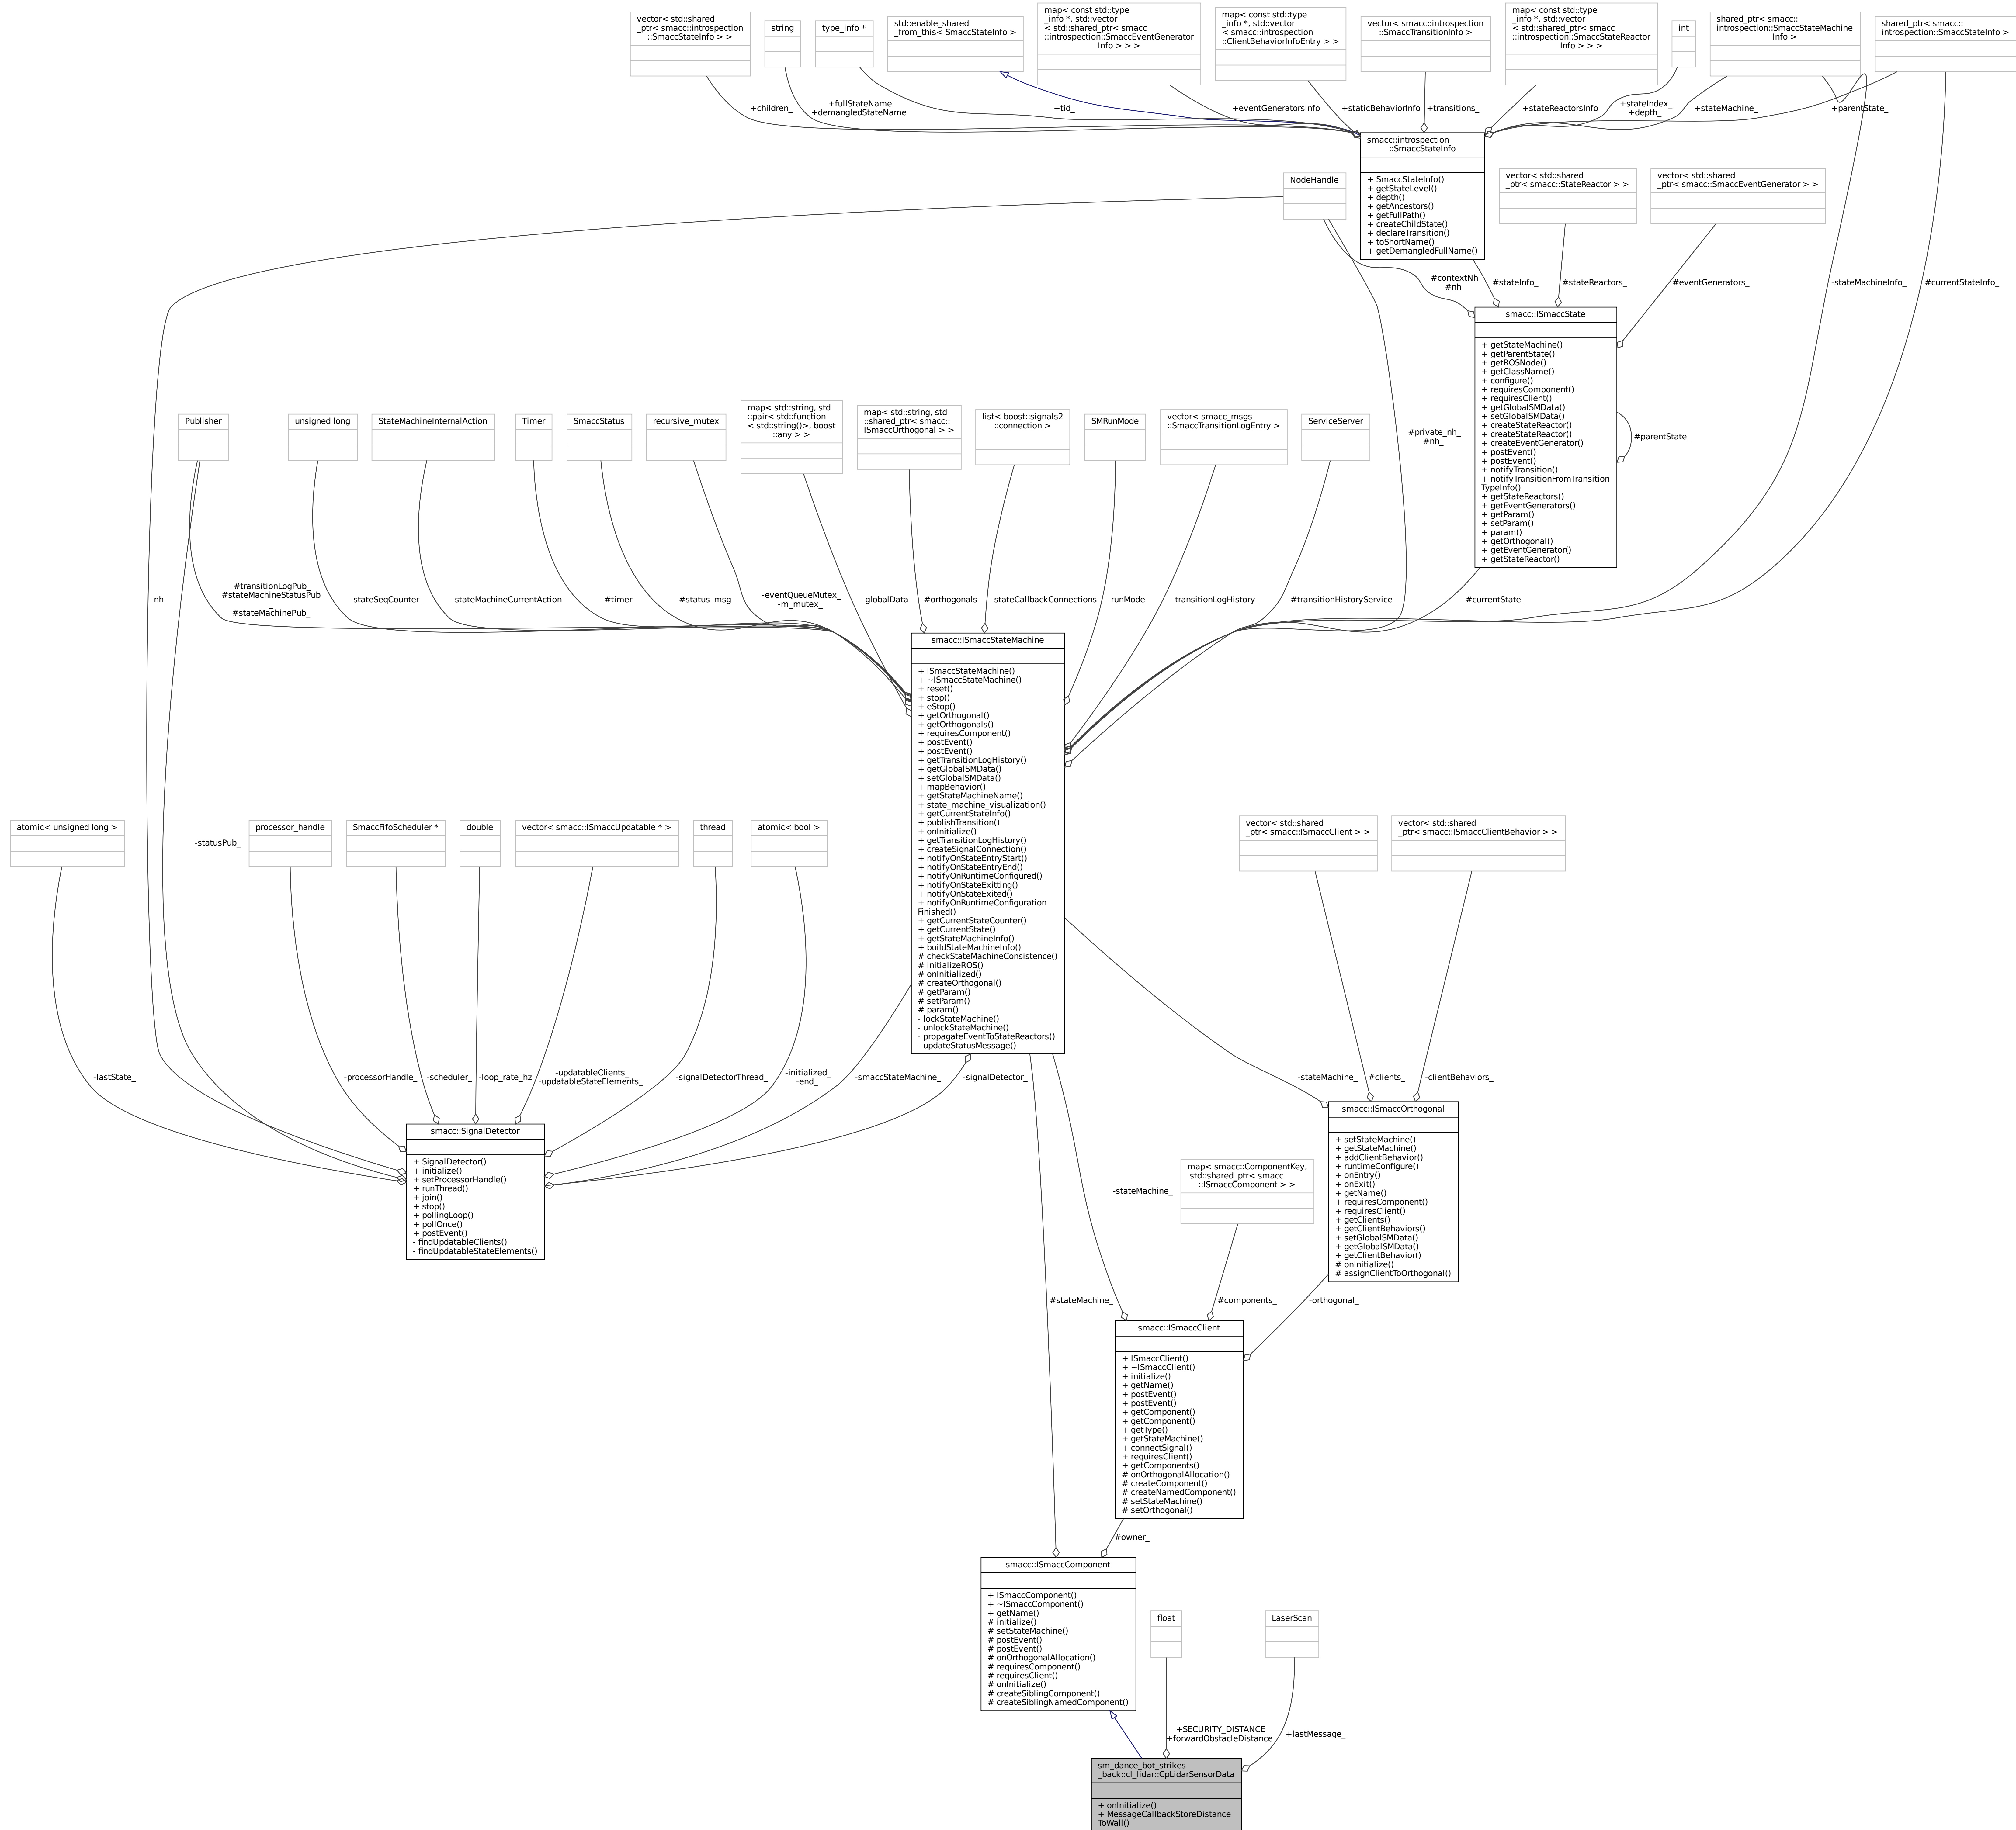 vector< std::shared
_ptr< smacc::introspection
::SmaccStateInfo > >
string
type_info *
std::enable_shared
_from_this< SmaccStateInfo >
map< const std::type
_info *, std::vector
< std::shared_ptr< smacc
::introspection::SmaccEventGenerator
Info > > >
map< const std::type
_info *, std::vector
< smacc::introspection
::ClientBehaviorInfoEntry > >
vector< smacc::introspection
::SmaccTransitionInfo >
map< const std::type
_info *, std::vector
< std::shared_ptr< smacc
::introspection::SmaccStateReactor
Info > > >
int
shared_ptr< smacc::
introspection::SmaccStateMachine
Info >
shared_ptr< smacc::
introspection::SmaccStateInfo >
+children_
+fullStateName
+demangledStateName
+tid_
+eventGeneratorsInfo
+staticBehaviorInfo
+transitions_
+stateReactorsInfo
+stateIndex_
+depth_
+stateMachine_
+parentState_
smacc::introspection
::SmaccStateInfo
+ SmaccStateInfo()
+ getStateLevel()
+ depth()
+ getAncestors()
+ getFullPath()
+ createChildState()
+ declareTransition()
+ toShortName()
+ getDemangledFullName()
NodeHandle
vector< std::shared
_ptr< smacc::StateReactor > >
vector< std::shared
_ptr< smacc::SmaccEventGenerator > >
#contextNh
#nh
#stateInfo_
#stateReactors_
#eventGenerators_
-stateMachineInfo_
#currentStateInfo_
smacc::ISmaccState
+ getStateMachine()
+ getParentState()
+ getROSNode()
+ getClassName()
+ configure()
+ requiresComponent()
+ requiresClient()
+ getGlobalSMData()
+ setGlobalSMData()
+ createStateReactor()
+ createStateReactor()
+ createEventGenerator()
+ postEvent()
+ postEvent()
+ notifyTransition()
+ notifyTransitionFromTransition
TypeInfo()
+ getStateReactors()
+ getEventGenerators()
+ getParam()
+ setParam()
+ param()
+ getOrthogonal()
+ getEventGenerator()
+ getStateReactor()
#parentState_
#private_nh_
#nh_
Publisher
unsigned long
StateMachineInternalAction
Timer
SmaccStatus
recursive_mutex
map< std::string, std
::pair< std::function
< std::string()>, boost
::any > >
map< std::string, std
::shared_ptr< smacc::
ISmaccOrthogonal > >
list< boost::signals2
::connection >
SMRunMode
vector< smacc_msgs
::SmaccTransitionLogEntry >
ServiceServer
-nh_
#transitionLogPub_
#stateMachineStatusPub
_
#stateMachinePub_
-stateSeqCounter_
-stateMachineCurrentAction
#timer_
#status_msg_
-eventQueueMutex_
-m_mutex_
-globalData_
#orthogonals_
-stateCallbackConnections
-runMode_
-transitionLogHistory_
#transitionHistoryService_
#currentState_
smacc::ISmaccStateMachine
+ ISmaccStateMachine()
+ ~ISmaccStateMachine()
+ reset()
+ stop()
+ eStop()
+ getOrthogonal()
+ getOrthogonals()
+ requiresComponent()
+ postEvent()
+ postEvent()
+ getTransitionLogHistory()
+ getGlobalSMData()
+ setGlobalSMData()
+ mapBehavior()
+ getStateMachineName()
+ state_machine_visualization()
+ getCurrentStateInfo()
+ publishTransition()
+ onInitialize()
+ getTransitionLogHistory()
+ createSignalConnection()
+ notifyOnStateEntryStart()
+ notifyOnStateEntryEnd()
+ notifyOnRuntimeConfigured()
+ notifyOnStateExitting()
+ notifyOnStateExited()
+ notifyOnRuntimeConfiguration
Finished()
+ getCurrentStateCounter()
+ getCurrentState()
+ getStateMachineInfo()
+ buildStateMachineInfo()
# checkStateMachineConsistence()
# initializeROS()
# onInitialized()
# createOrthogonal()
# getParam()
# setParam()
# param()
- lockStateMachine()
- unlockStateMachine()
- propagateEventToStateReactors()
- updateStatusMessage()
atomic< unsigned long >
-statusPub_
processor_handle
SmaccFifoScheduler *
double
vector< smacc::ISmaccUpdatable * >
thread
atomic< bool >
vector< std::shared
_ptr< smacc::ISmaccClient > >
vector< std::shared
_ptr< smacc::ISmaccClientBehavior > >
-lastState_
-processorHandle_
-scheduler_
-loop_rate_hz
-updatableClients_
-updatableStateElements_
-signalDetectorThread_
-initialized_
-end_
-smaccStateMachine_
-signalDetector_
-stateMachine_
#clients_
-clientBehaviors_
smacc::SignalDetector
+ SignalDetector()
+ initialize()
+ setProcessorHandle()
+ runThread()
+ join()
+ stop()
+ pollingLoop()
+ pollOnce()
+ postEvent()
- findUpdatableClients()
- findUpdatableStateElements()
smacc::ISmaccOrthogonal
+ setStateMachine()
+ getStateMachine()
+ addClientBehavior()
+ runtimeConfigure()
+ onEntry()
+ onExit()
+ getName()
+ requiresComponent()
+ requiresClient()
+ getClients()
+ getClientBehaviors()
+ setGlobalSMData()
+ getGlobalSMData()
+ getClientBehavior()
# onInitialize()
# assignClientToOrthogonal()
-stateMachine_
map< smacc::ComponentKey,
std::shared_ptr< smacc
::ISmaccComponent > >
#stateMachine_
#components_
-orthogonal_
smacc::ISmaccClient
+ ISmaccClient()
+ ~ISmaccClient()
+ initialize()
+ getName()
+ postEvent()
+ postEvent()
+ getComponent()
+ getComponent()
+ getType()
+ getStateMachine()
+ connectSignal()
+ requiresClient()
+ getComponents()
# onOrthogonalAllocation()
# createComponent()
# createNamedComponent()
# setStateMachine()
# setOrthogonal()
#owner_
smacc::ISmaccComponent
+ ISmaccComponent()
+ ~ISmaccComponent()
+ getName()
# initialize()
# setStateMachine()
# postEvent()
# postEvent()
# onOrthogonalAllocation()
# requiresComponent()
# requiresClient()
# onInitialize()
# createSiblingComponent()
# createSiblingNamedComponent()
float
LaserScan
+SECURITY_DISTANCE
+forwardObstacleDistance
+lastMessage_
sm_dance_bot_strikes
_back::cl_lidar::CpLidarSensorData
+ onInitialize()
+ MessageCallbackStoreDistance
ToWall()